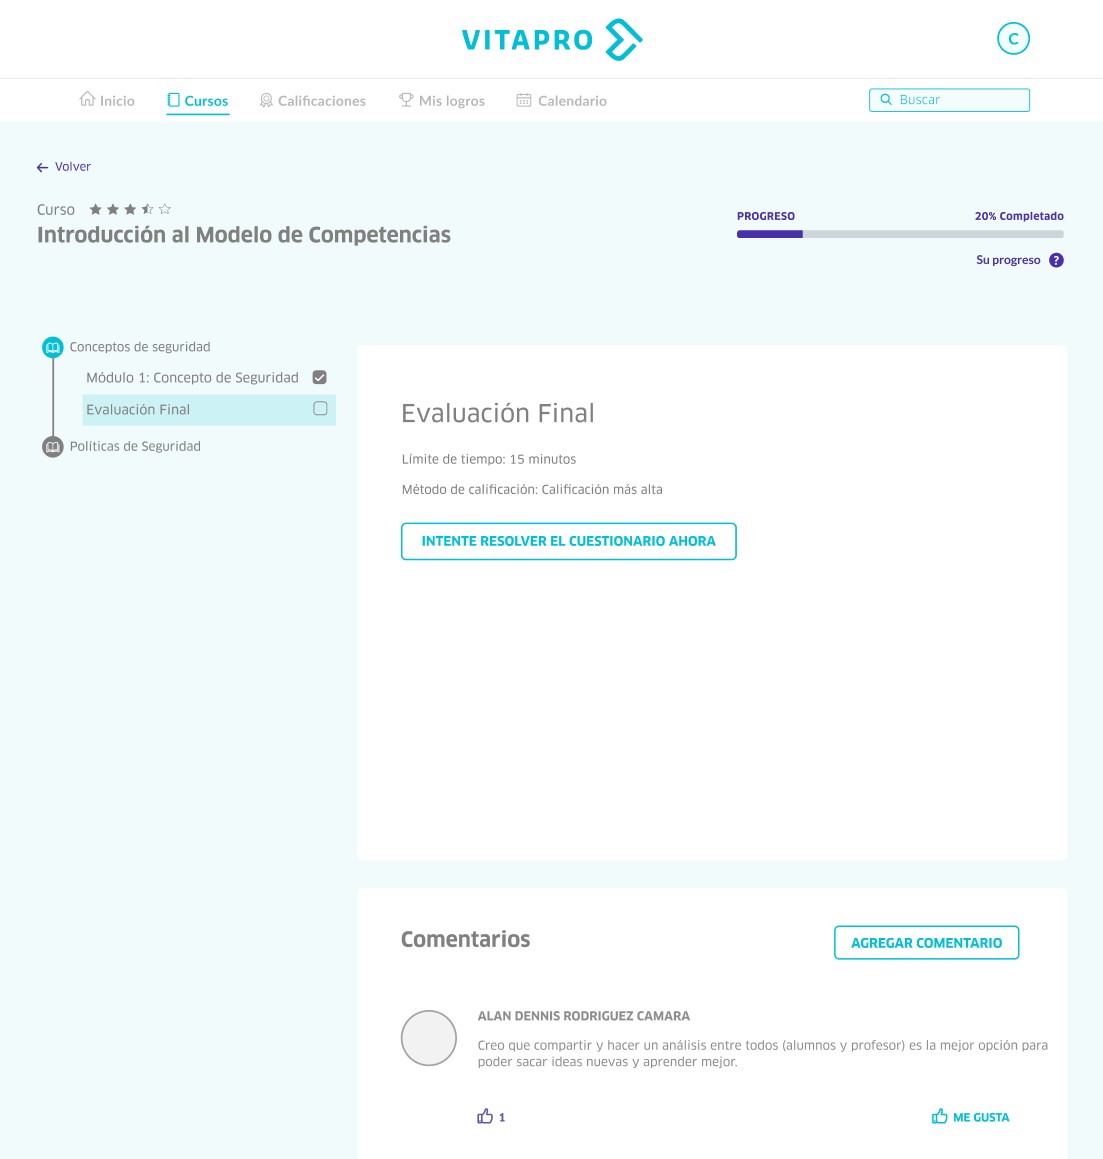 VITAPRO
C
Inicio
Cursos
Calificaciones
Mis logros
Calendario
Buscar
Volver
Curso
Introducción al Modelo de Competencias
PROGRESO
20% Completado
Su progreso ?
Conceptos de seguridad
Módulo 1: Concepto de Seguridad
Evaluación Final
Políticas de Seguridad
Evaluación Final
Límite de tiempo: 15 minutos
Método de calificación: Calificación más alta
INTENTE RESOLVER EL CUESTIONARIO AHORA
Comentarios
AGREGAR COMENTARIO
ALAN DENNIS RODRIGUEZ CAMARA
Creo que compartir y hacer un análisis entre todos (alumnos y profesor) es la mejor opción para
poder sacar ideas nuevas y aprender mejor.
1
ME GUSTA